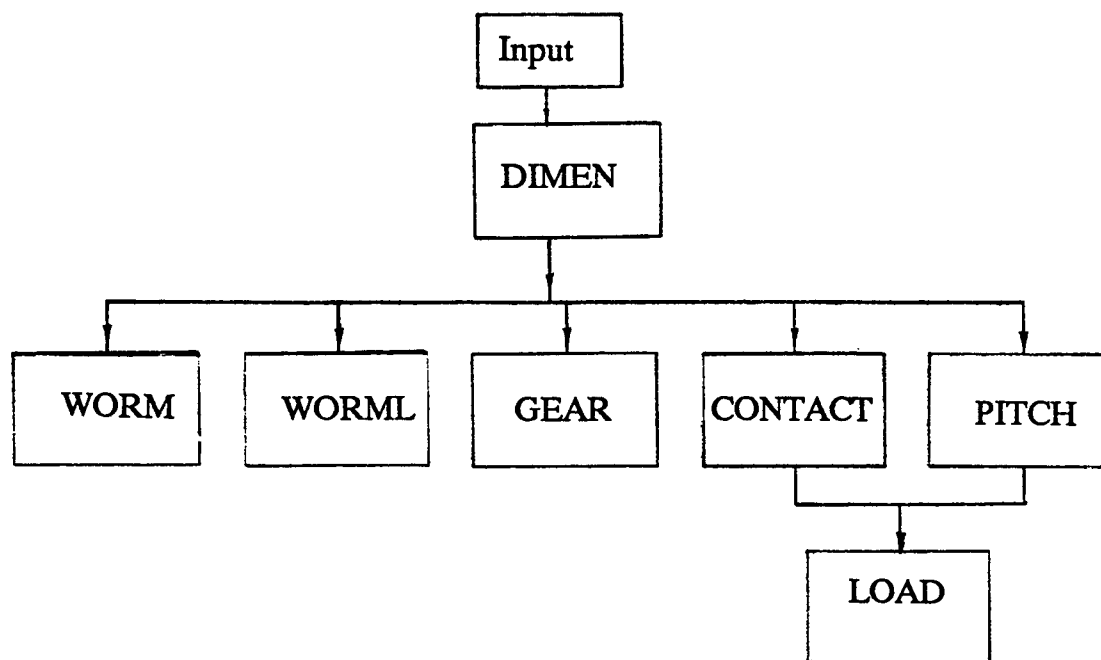 Input
DIMEN
WORM
WORML
GEAR
CONTACT
PITCH
LOAD